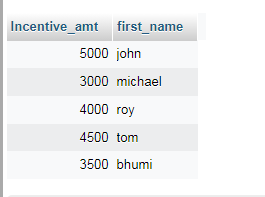 Incentive_amt first_name
5000 john
3000 michael
4000 roy
4500 tom
3500 bhumi